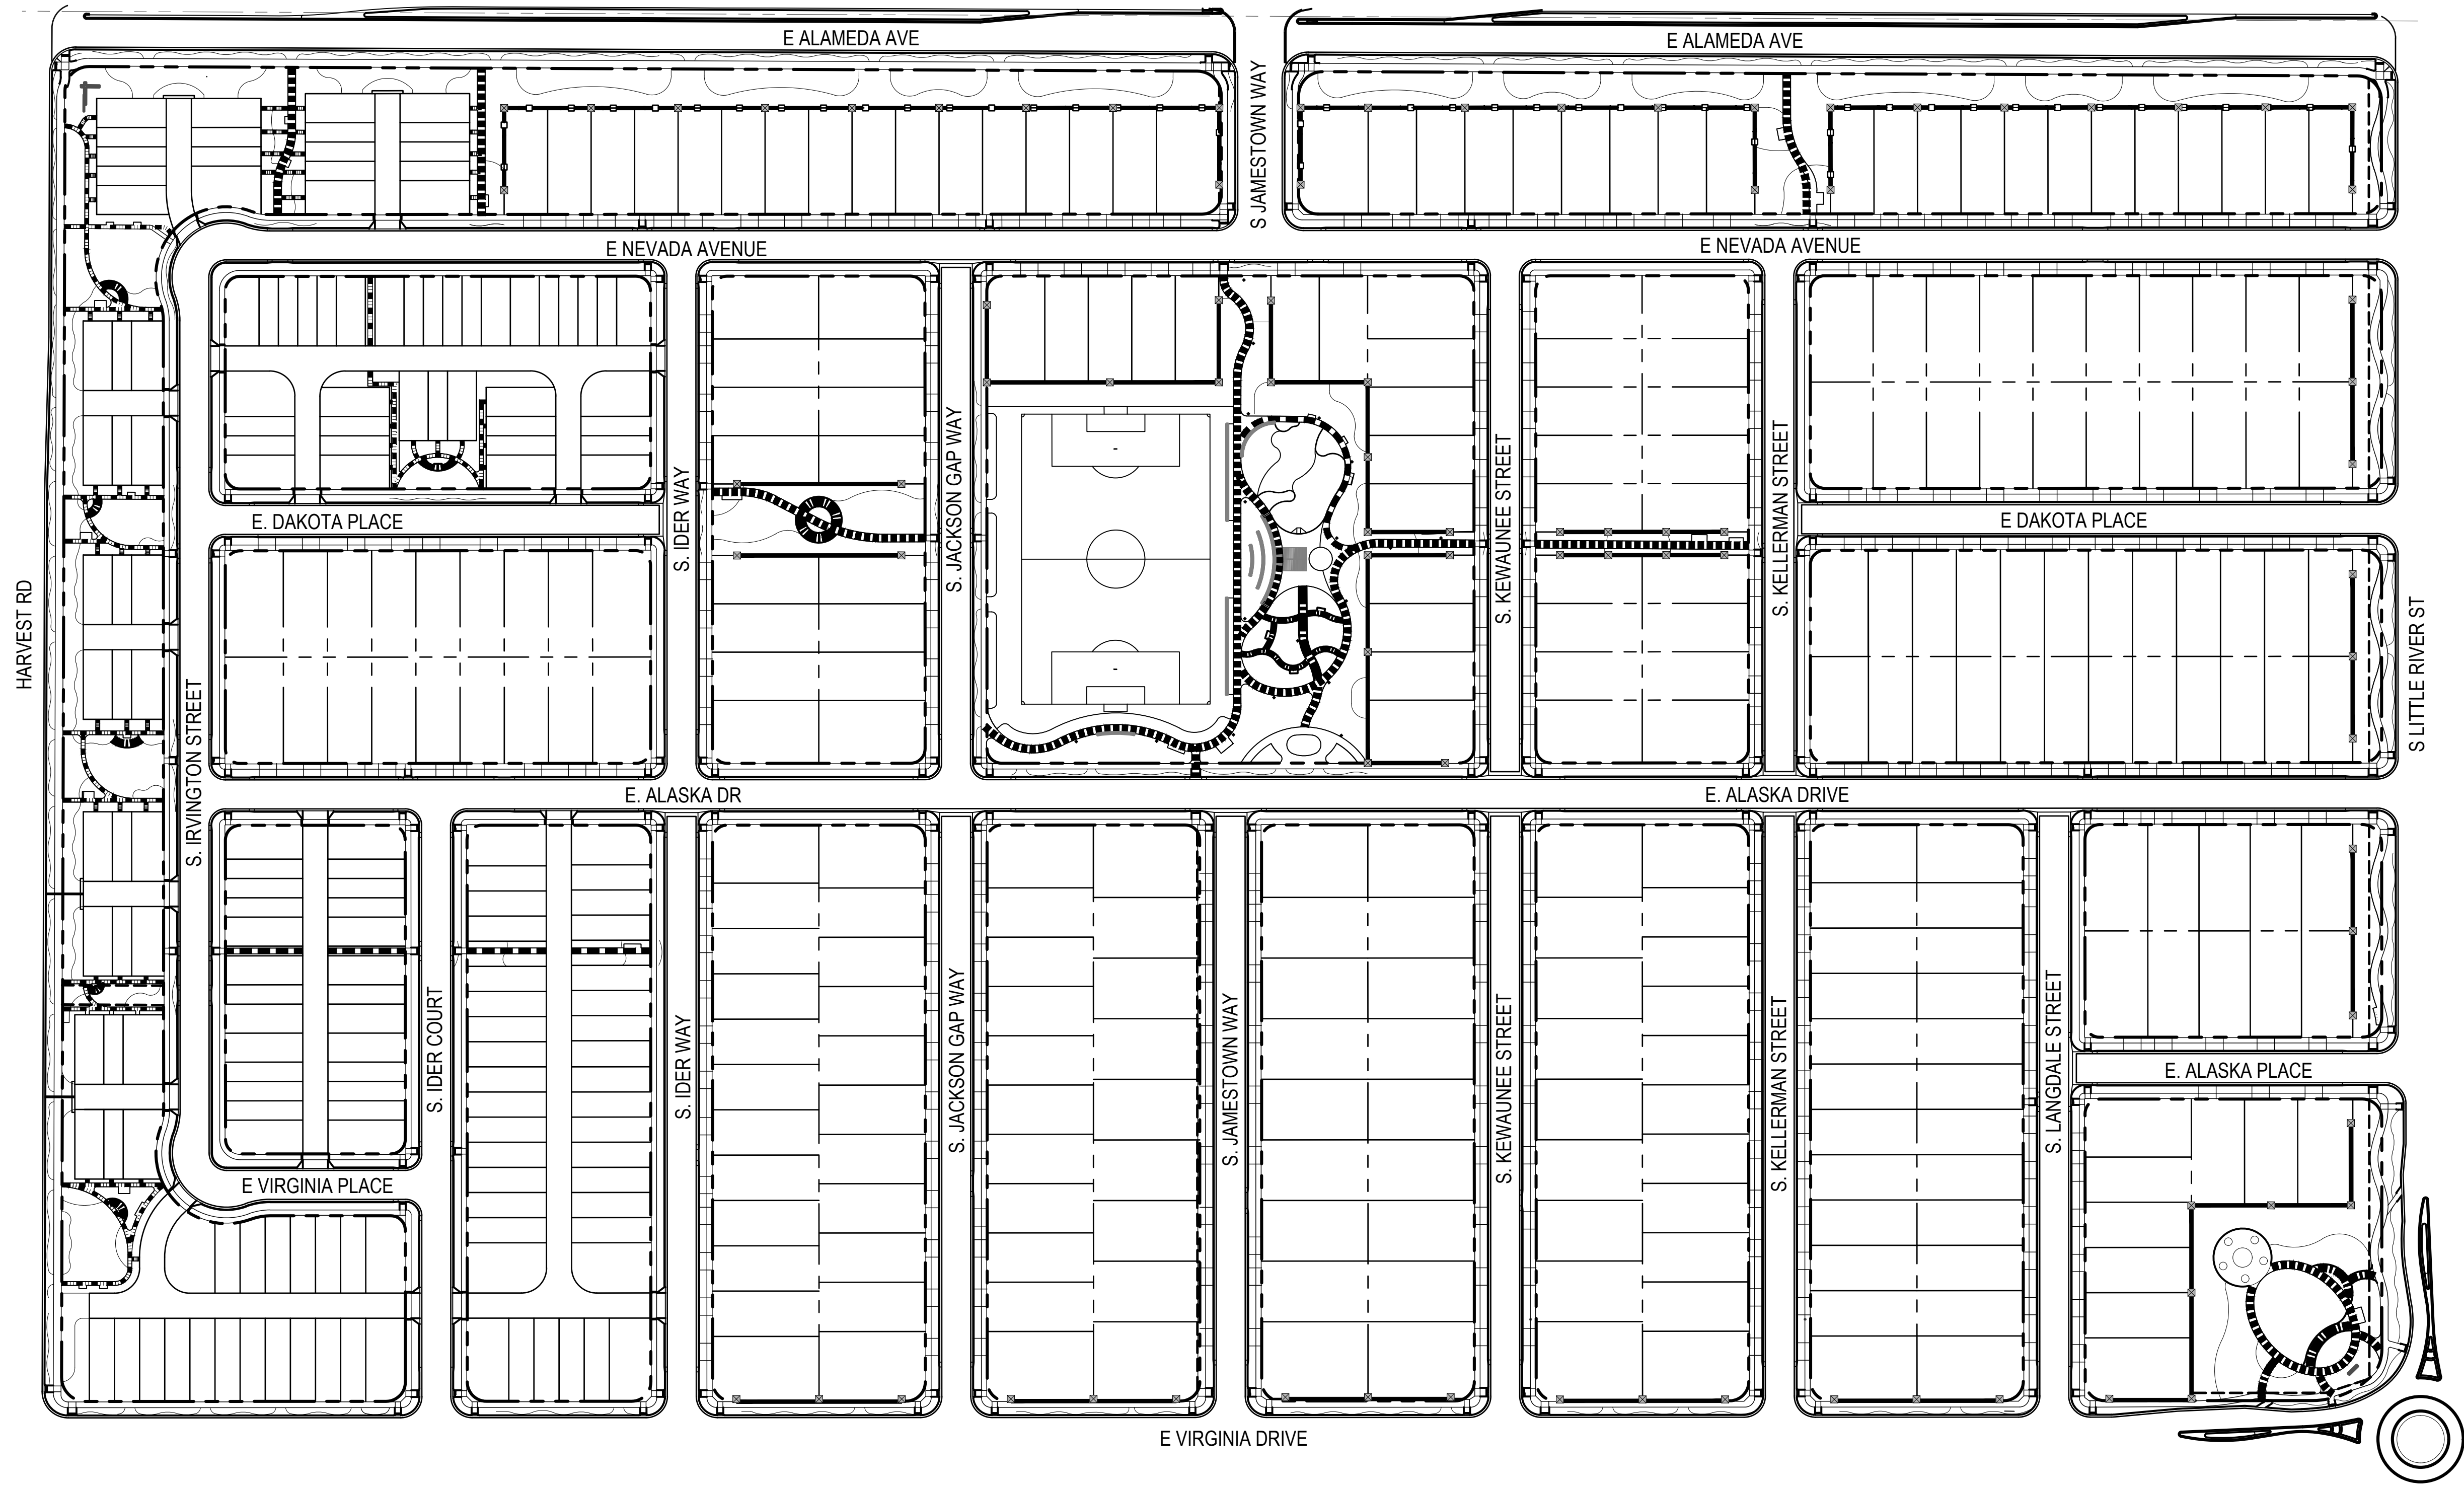 E ALAMEDA AVE
E ALAMEDA AVE
S JAMESTOWN WAY
E NEVADA AVENUE
E NEVADA AVENUE
S. IDER WAY
S. JACKSON GAP WAY
S. KEWAUNEE STREET
S. KELLERMAN STREET
E. DAKOTA PLACE
E DAKOTA PLACE
HARVEST RD
S. IRVINGTON STREET
S LITTLE RIVER ST
E. ALASKA DR
E. ALASKA DRIVE
S. IDER COURT
S. IDER WAY
S. JACKSON GAP WAY
S. JAMESTOWN WAY
S. KEWAUNEE STREET
S. KELLERMAN STREET
S. LANGDALE STREET
E. ALASKA PLACE
E VIRGINIA PLACE
E VIRGINIA DRIVE